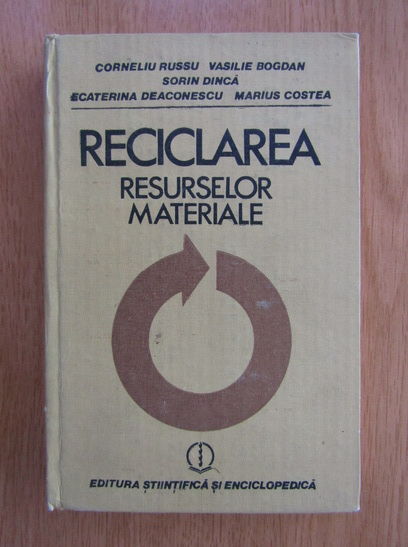 CORNELIU RUSSU VASILIE BOGDAN
SORIN DINCĂ
ECATERINA DEACONESCU MARIUS COSTEA
RECICLAREA
RESURSELOR
MATERIALE
EDITURA ȘTIINȚIFICĂ ȘI ENCICLOPEDICĂ